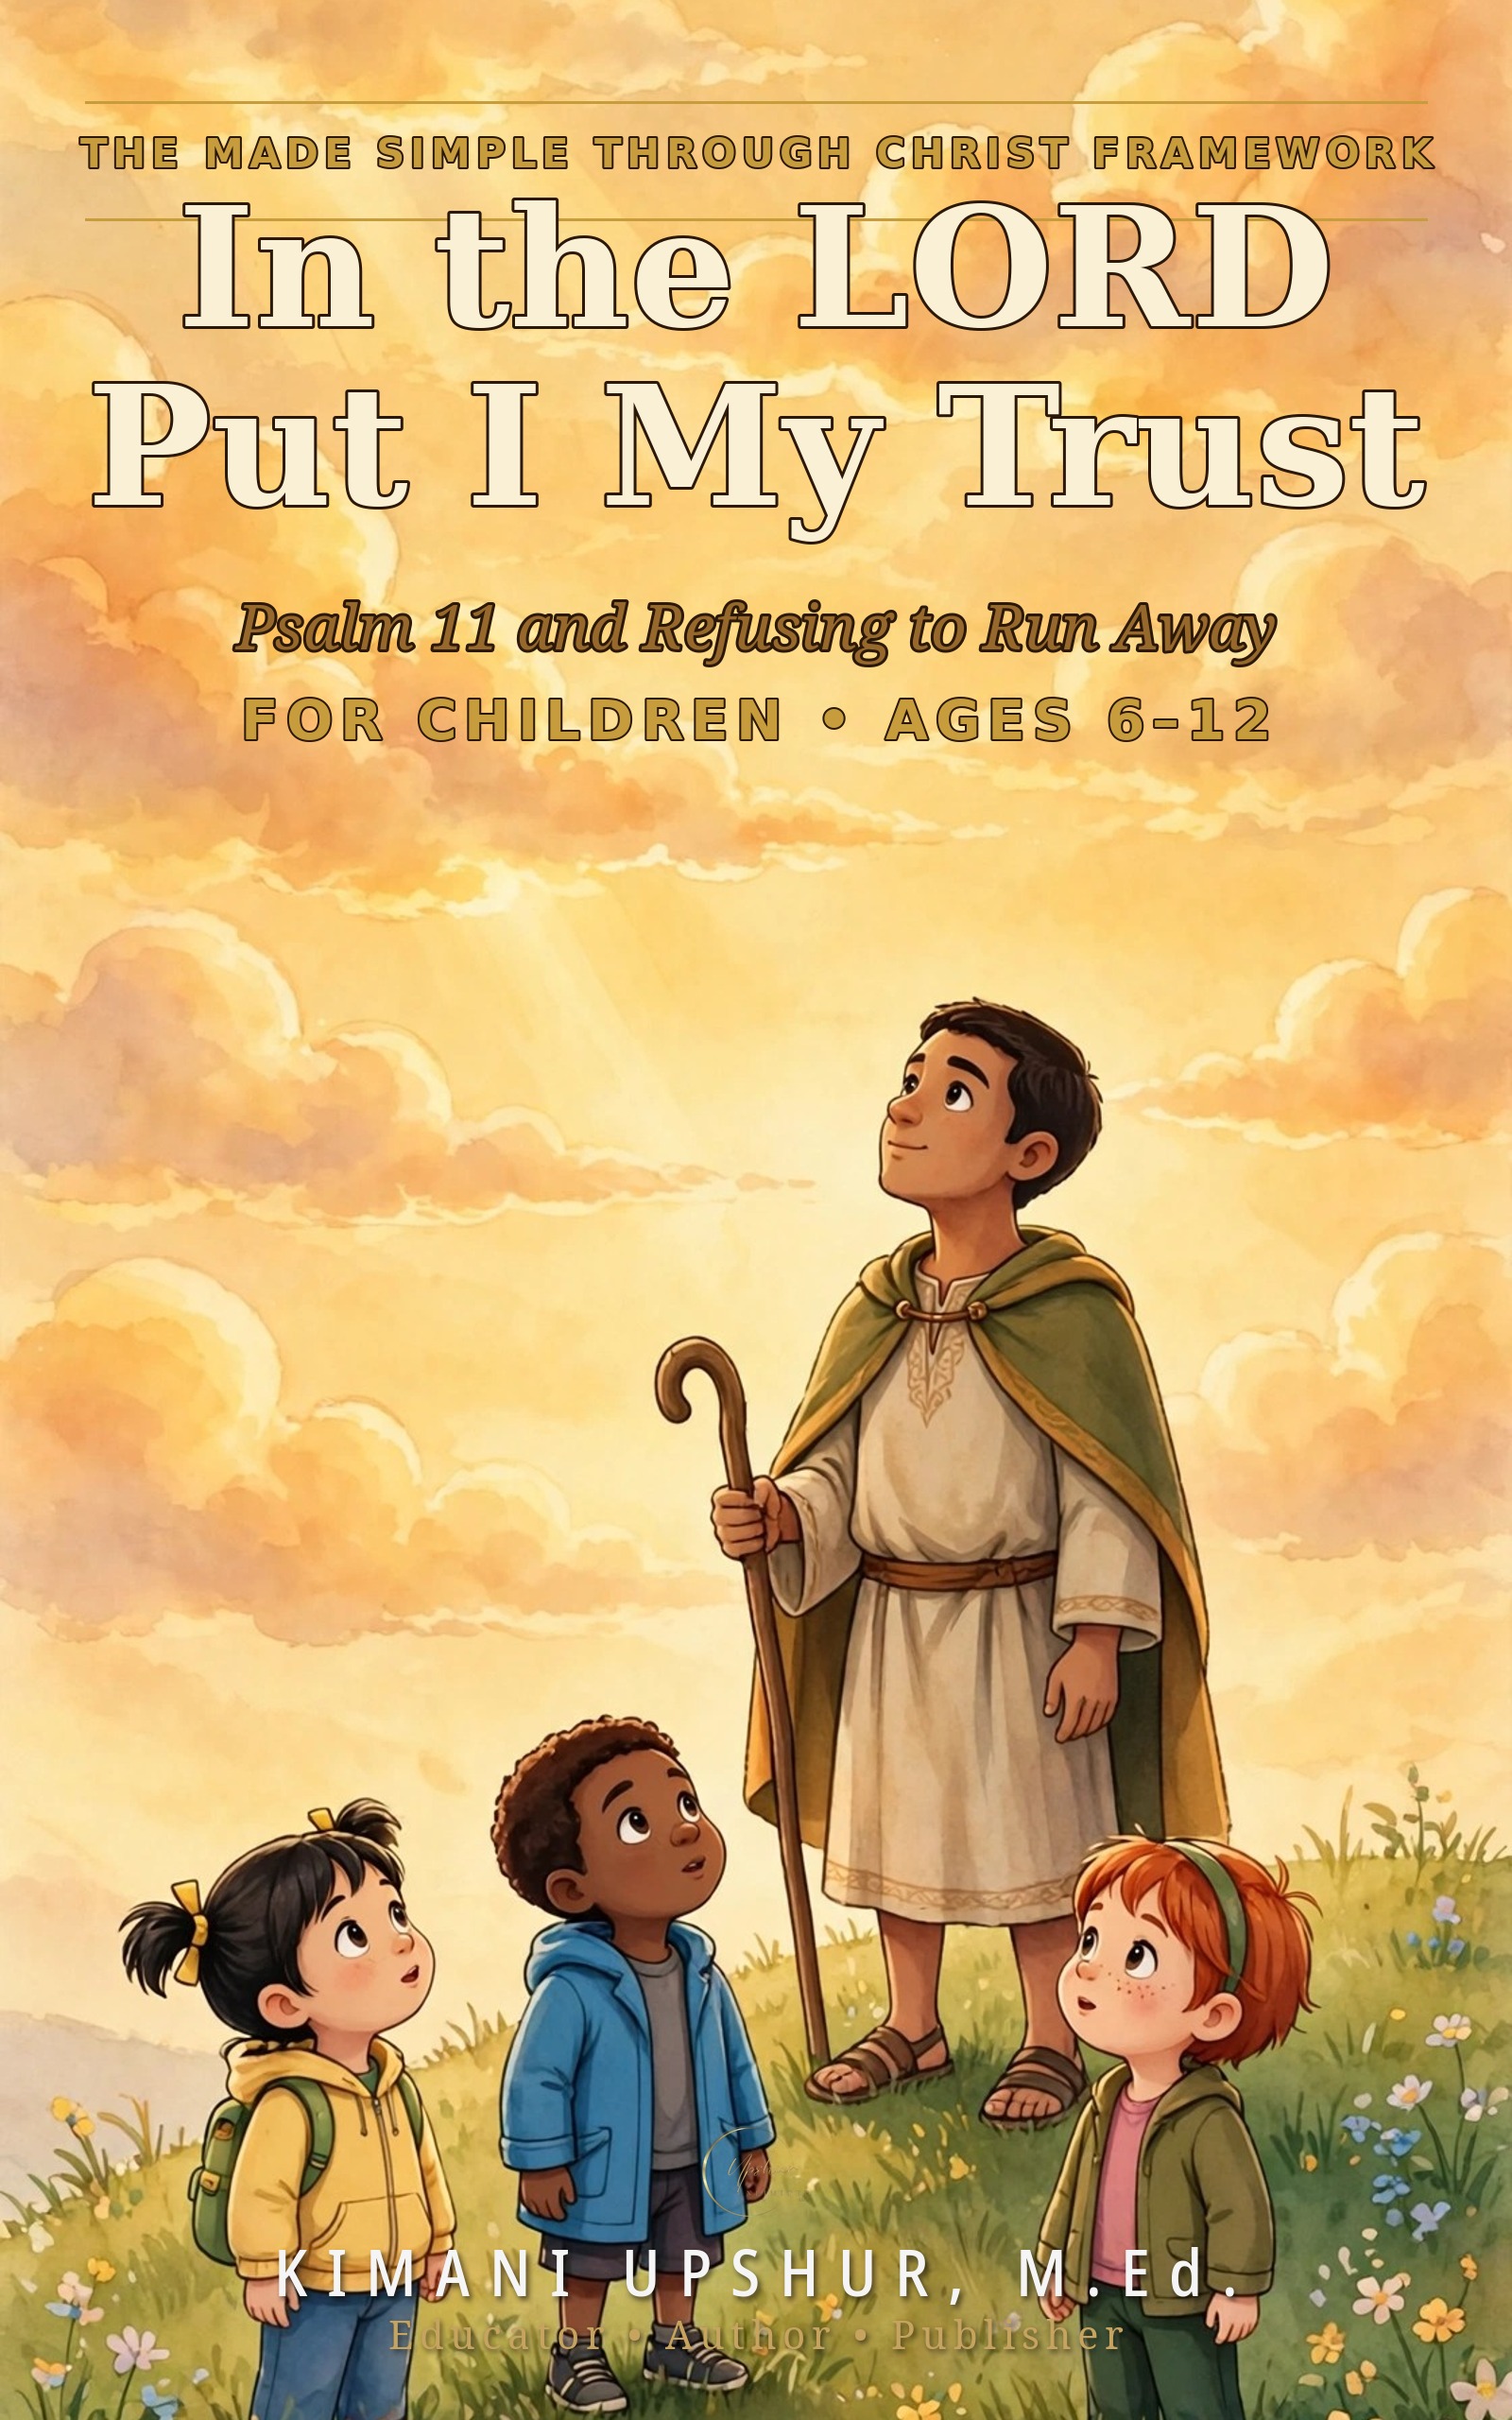 THE MADE SIMPLE THROUGH CHRIST FRAMEWORK
In the LORD
Put I My Trust
Psalm 11 and Refusing to Run Away
FOR CHILDREN • AGES 6–12
KIMANI UPSHUR, M.Ed.
Educator • Author • Publisher